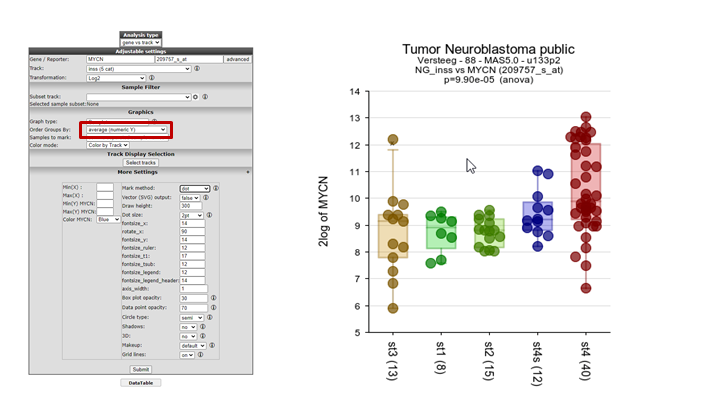 Analysis type
gene vs track
Adjustable settings
Gene / Reporter: MYCN 209757_s_at advanced
Track: inss (5 cat)
Transformation: Log2
Sample Filter
Subset track:
Selected sample subset: None
Graphics
Graph type:
Order Groups By: average (numeric Y)
Samples to mark:
Color mode: Color by Track
Track Display Selection
Select tracks
More Settings
Min(X) :
Max(X) :
Min(Y) MYCN:
Max(Y) MYCN:
Color MYCN: Blue
Mark method: dot
Vector (SVG) output: false
Draw height: 300
Dot size: 2pt
fontsize_x: 14
rotate_x: 90
fontsize_y: 14
fontsize_ruler: 12
fontsize_t1: 17
fontsize_tsub: 12
fontsize_legend: 12
fontsize_legend_header: 14
axis_width: 1
Box plot opacity: 30
Data point opacity: 70
Circle type: semi
Shadows: no
3D: no
Makeup: default
Grid lines: on
Submit
DataTable
Tumor Neuroblastoma public
Versteeg - 88 - MAS5.0 - u133p2
NG_inss vs MYCN (209757_s_at)
p=9.90e-05 (anova)
2log of MYCN
14
13
12
11
10
9
8
7
6
5
st3 (13)
st1 (8)
st2 (15)
st4s (12)
st4 (40)